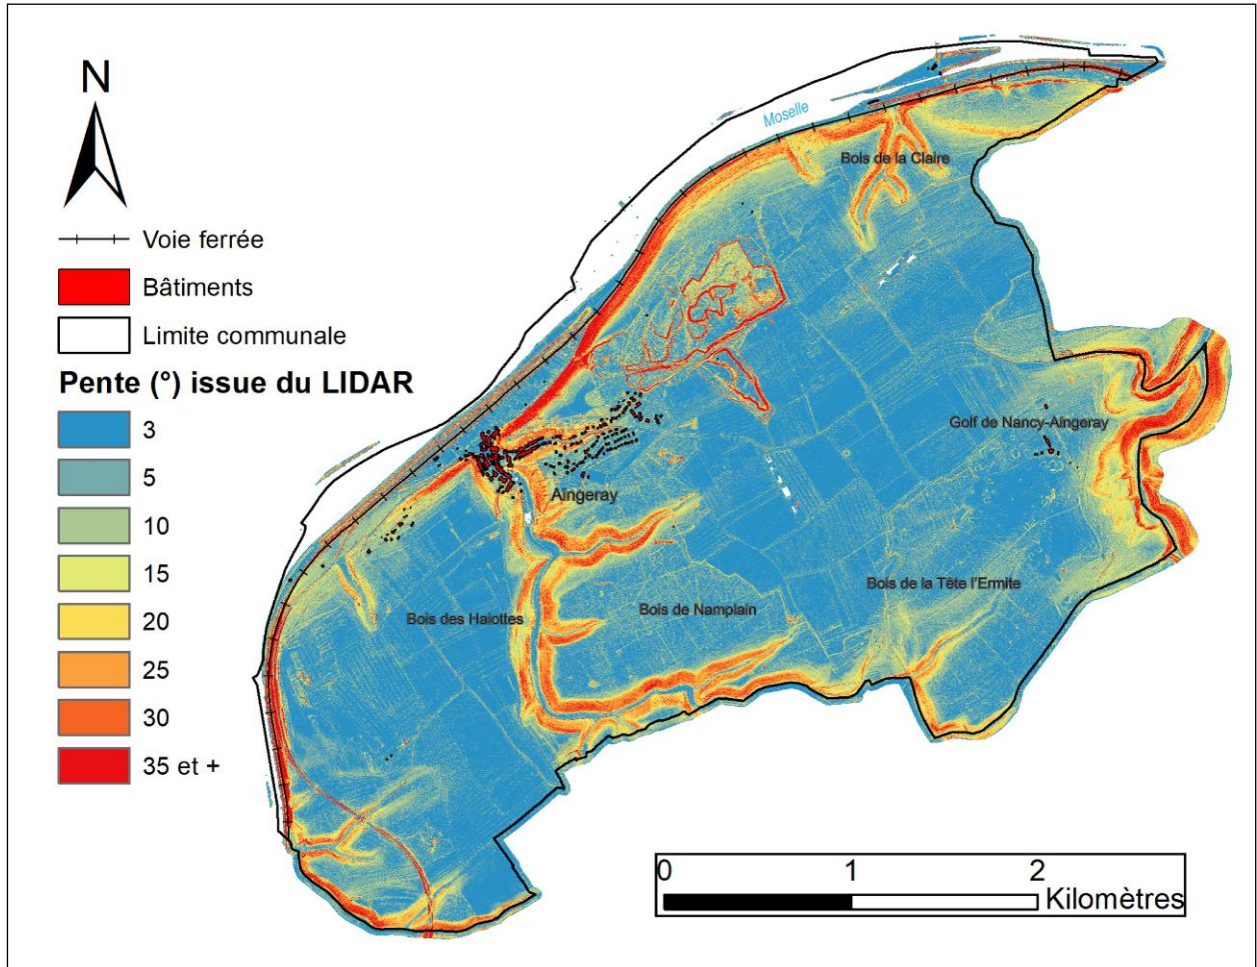 N
Voie ferrée
Bâtiments
Limite communale
Pente (°) issue du LIDAR
3
5
10
15
20
25
30
35 et +
Moselle
Bois de la Claire
Golf de Nancy-Aingeray
Aingeray
Bois de la Tête l'Ermite
Bois de Namplain
Bois des Haiottes
0 1 2
Kilomètres